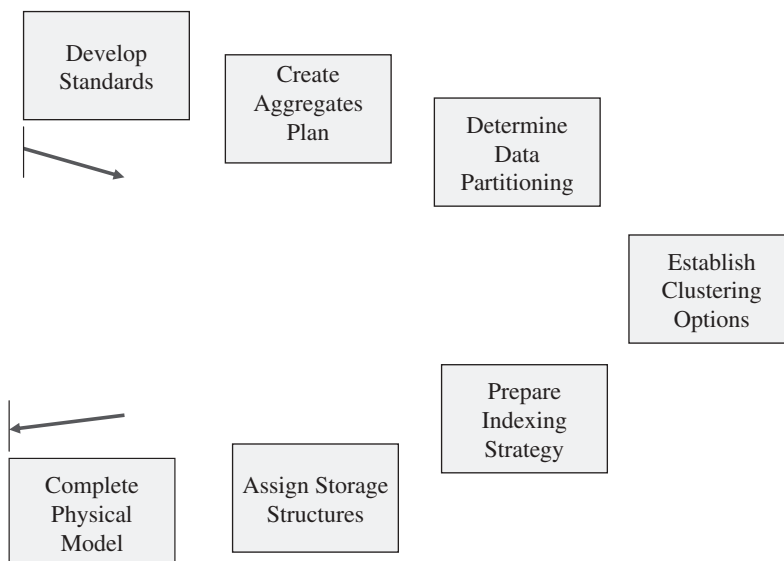 Develop
Standards
Create
Aggregates
Plan
Determine
Data
Partitioning
Establish
Clustering
Options
Prepare
Indexing
Strategy
Assign Storage
Structures
Complete
Physical
Model